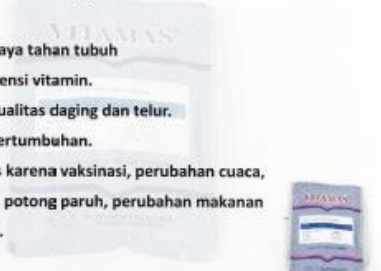 VITAMAS
aya tahan tubuh
ensi vitamin.
ualitas daging dan telur.
ertumbuhan.
s karena vaksinasi, perubahan cuaca,
potong paruh, perubahan makanan
.
VITAMAS